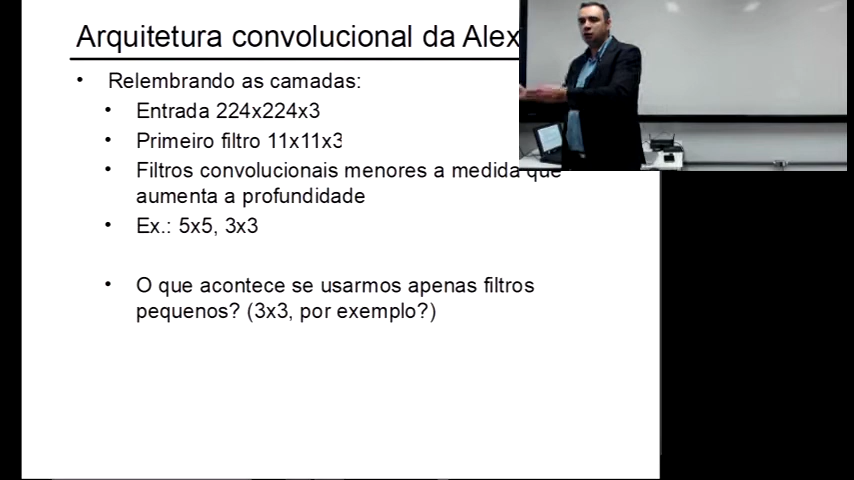 Arquitetura convolucional da Alex
• Relembrando as camadas:
• Entrada 224x224x3
• Primeiro filtro 11x11x3
• Filtros convolucionais menores a medida que
aumenta a profundidade
• Ex.: 5x5, 3x3
• O que acontece se usarmos apenas filtros
pequenos? (3x3, por exemplo?)